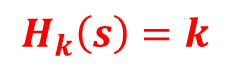 H_k(s) = k